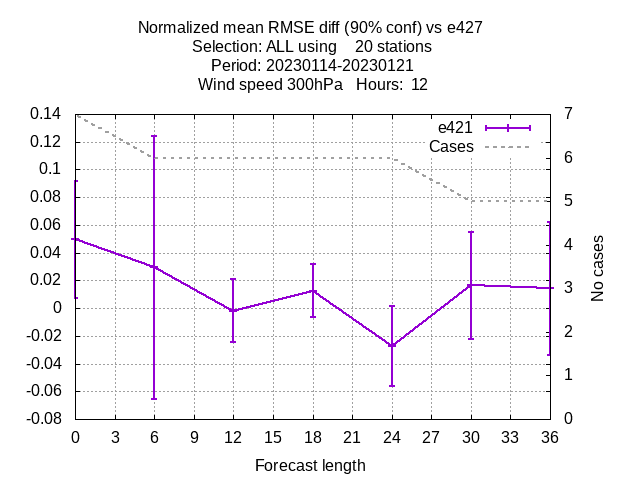 Normalized mean RMSE diff (90% conf) vs e427
Selection: ALL using    20 stations
Period: 20230114-20230121
Wind speed 300hPa   Hours:  12
0.14
0.12
0.1
0.08
0.06
0.04
0.02
0
-0.02
-0.04
-0.06
-0.08
e421
Cases
7
6
5
4
3
2
1
0
No cases
0 3 6 9 12 15 18 21 24 27 30 33 36
Forecast length